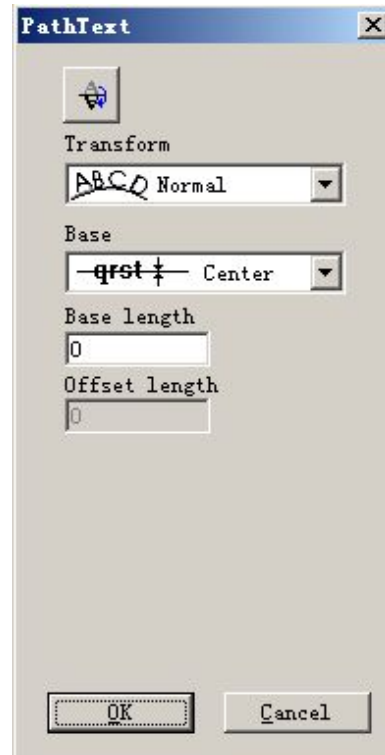 PathText
Transform
ABCD Normal
Base
qrst Center
Base length
0
Offset length
0
OK
Cancel